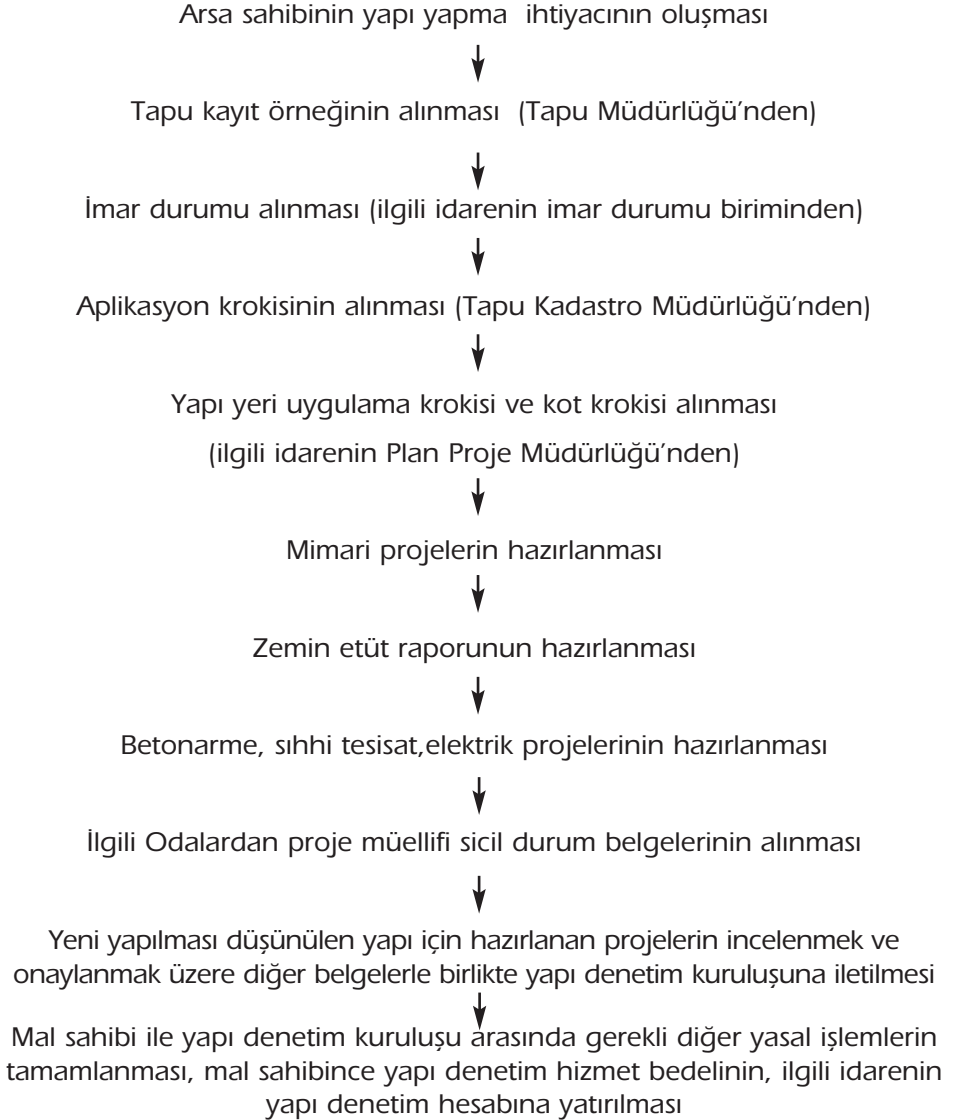 Arsa sahibinin yapı yapma ihtiyacının oluşması
Tapu kayıt örneğinin alınması (Tapu Müdürlüğü'nden)
İmar durumu alınması (ilgili idarenin imar durumu biriminden)
Aplikasyon krokisinin alınması (Tapu Kadastro Müdürlüğü'nden)
Yapı yeri uygulama krokisi ve kot krokisi alınması
(ilgili idarenin Plan Proje Müdürlüğü'nden)
Mimari projelerin hazırlanması
Zemin etüt raporunun hazırlanması
Betonarme, sıhhi tesisat,elektrik projelerinin hazırlanması
İlgili Odalardan proje müellifi sicil durum belgelerinin alınması
Yeni yapılması düşünülen yapı için hazırlanan projelerin incelenmek ve
onaylanmak üzere diğer belgelerle birlikte yapı denetim kuruluşuna iletilmesi
Mal sahibi ile yapı denetim kuruluşu arasında gerekli diğer yasal işlemlerin
tamamlanması, mal sahibince yapı denetim hizmet bedelinin, ilgili idarenin
yapı denetim hesabına yatırılması